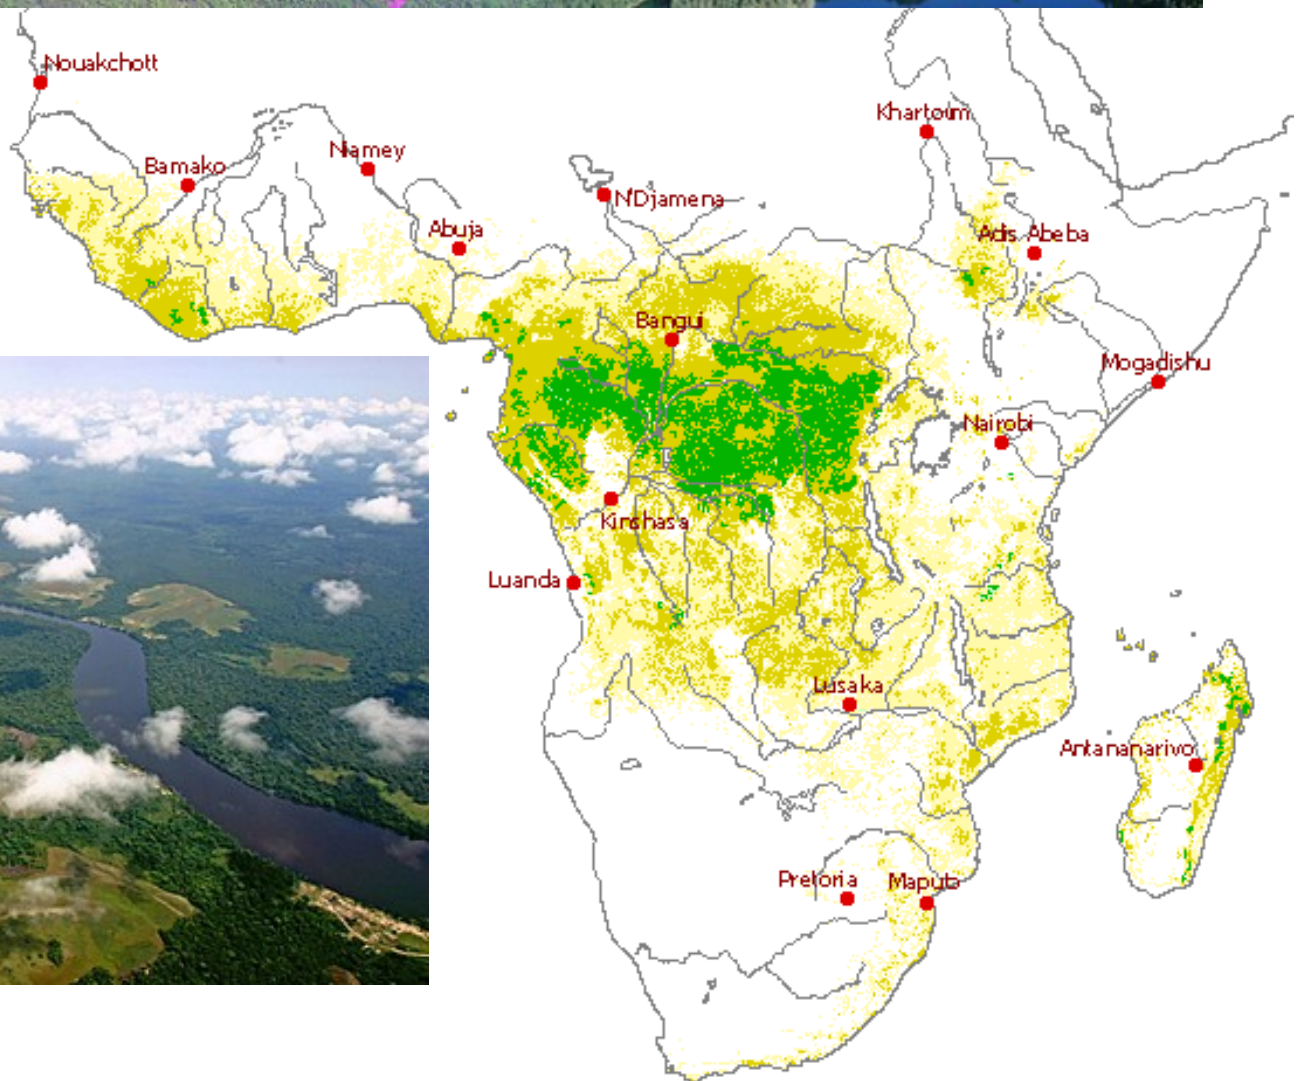 Nouakchott
Khartoum
Niamey
Bamako
N'Djamena
Abuja
Adis Abeba
Bangui
Mogadishu
Nairobi
Kinshasa
Luanda
Lusaka
Antananarivo
Pretoria
Maputo